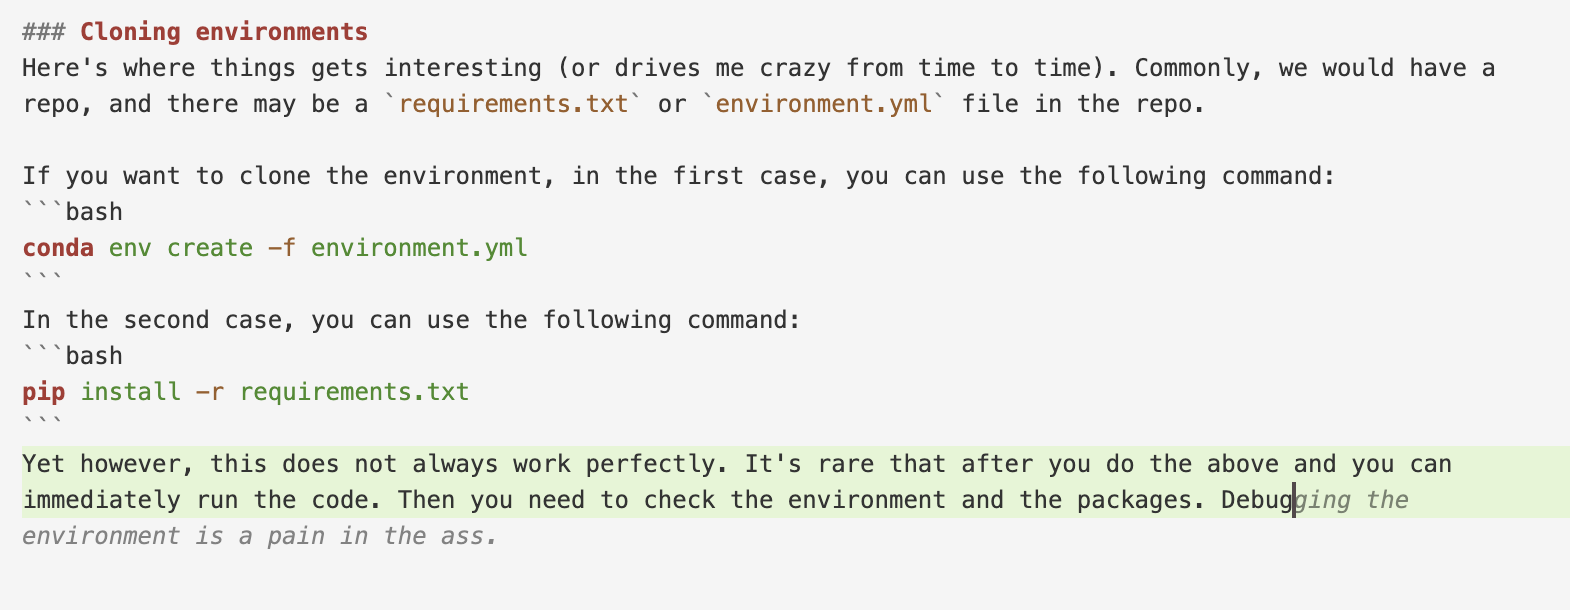 ### Cloning environments
Here's where things gets interesting (or drives me crazy from time to time). Commonly, we would have a
repo, and there may be a `requirements.txt` or `environment.yml` file in the repo.
If you want to clone the environment, in the first case, you can use the following command:
```bash
conda env create -f environment.yml
```
In the second case, you can use the following command:
```bash
pip install -r requirements.txt
```
Yet however, this does not always work perfectly. It's rare that after you do the above and you can
immediately run the code. Then you need to check the environment and the packages. Debugging the
environment is a pain in the ass.